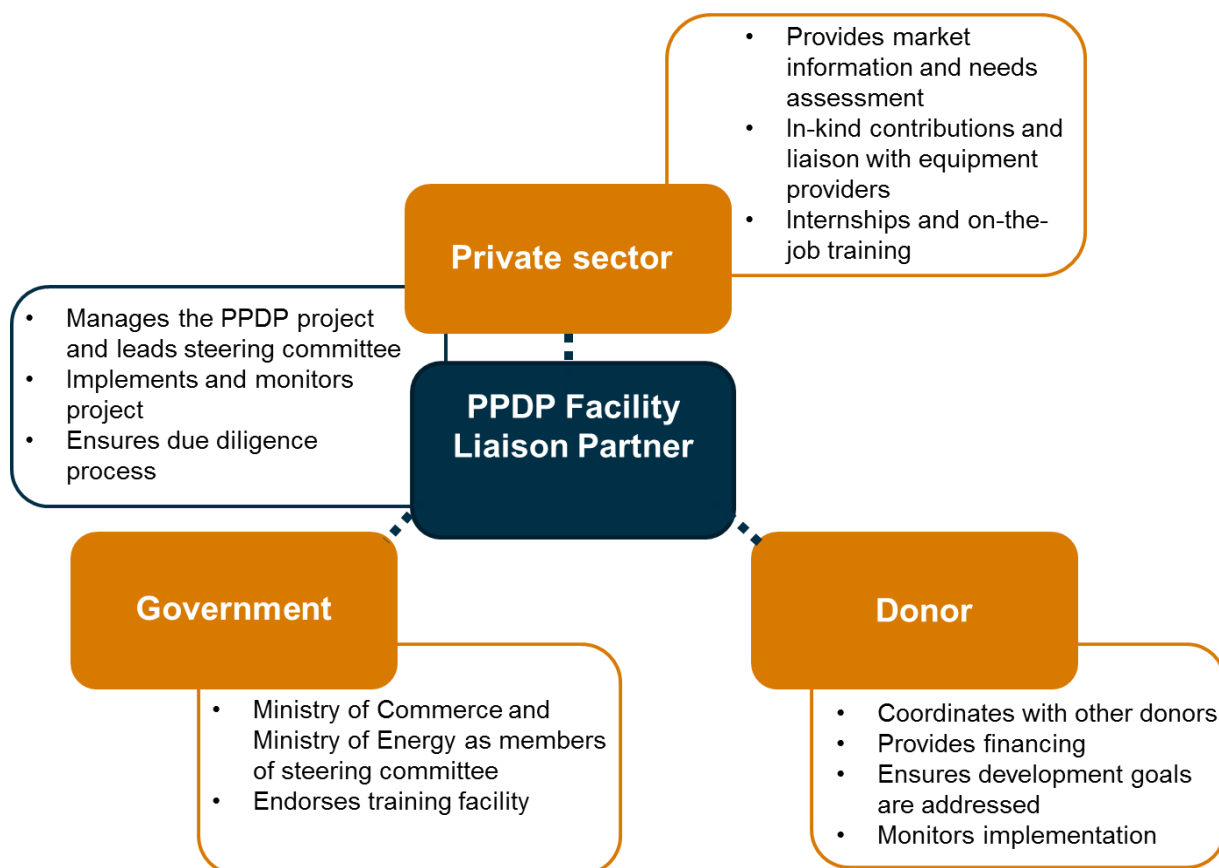 • Provides market
information and needs
assessment
• In-kind contributions and
liaison with equipment
providers
• Internships and on-the-
job training
Private sector
• Manages the PPDP project
and leads steering committee
• Implements and monitors
project
• Ensures due diligence
process
PPDP Facility
Liaison Partner
Government
• Ministry of Commerce and
Ministry of Energy as members
of steering committee
• Endorses training facility
Donor
• Coordinates with other donors
• Provides financing
• Ensures development goals
are addressed
• Monitors implementation